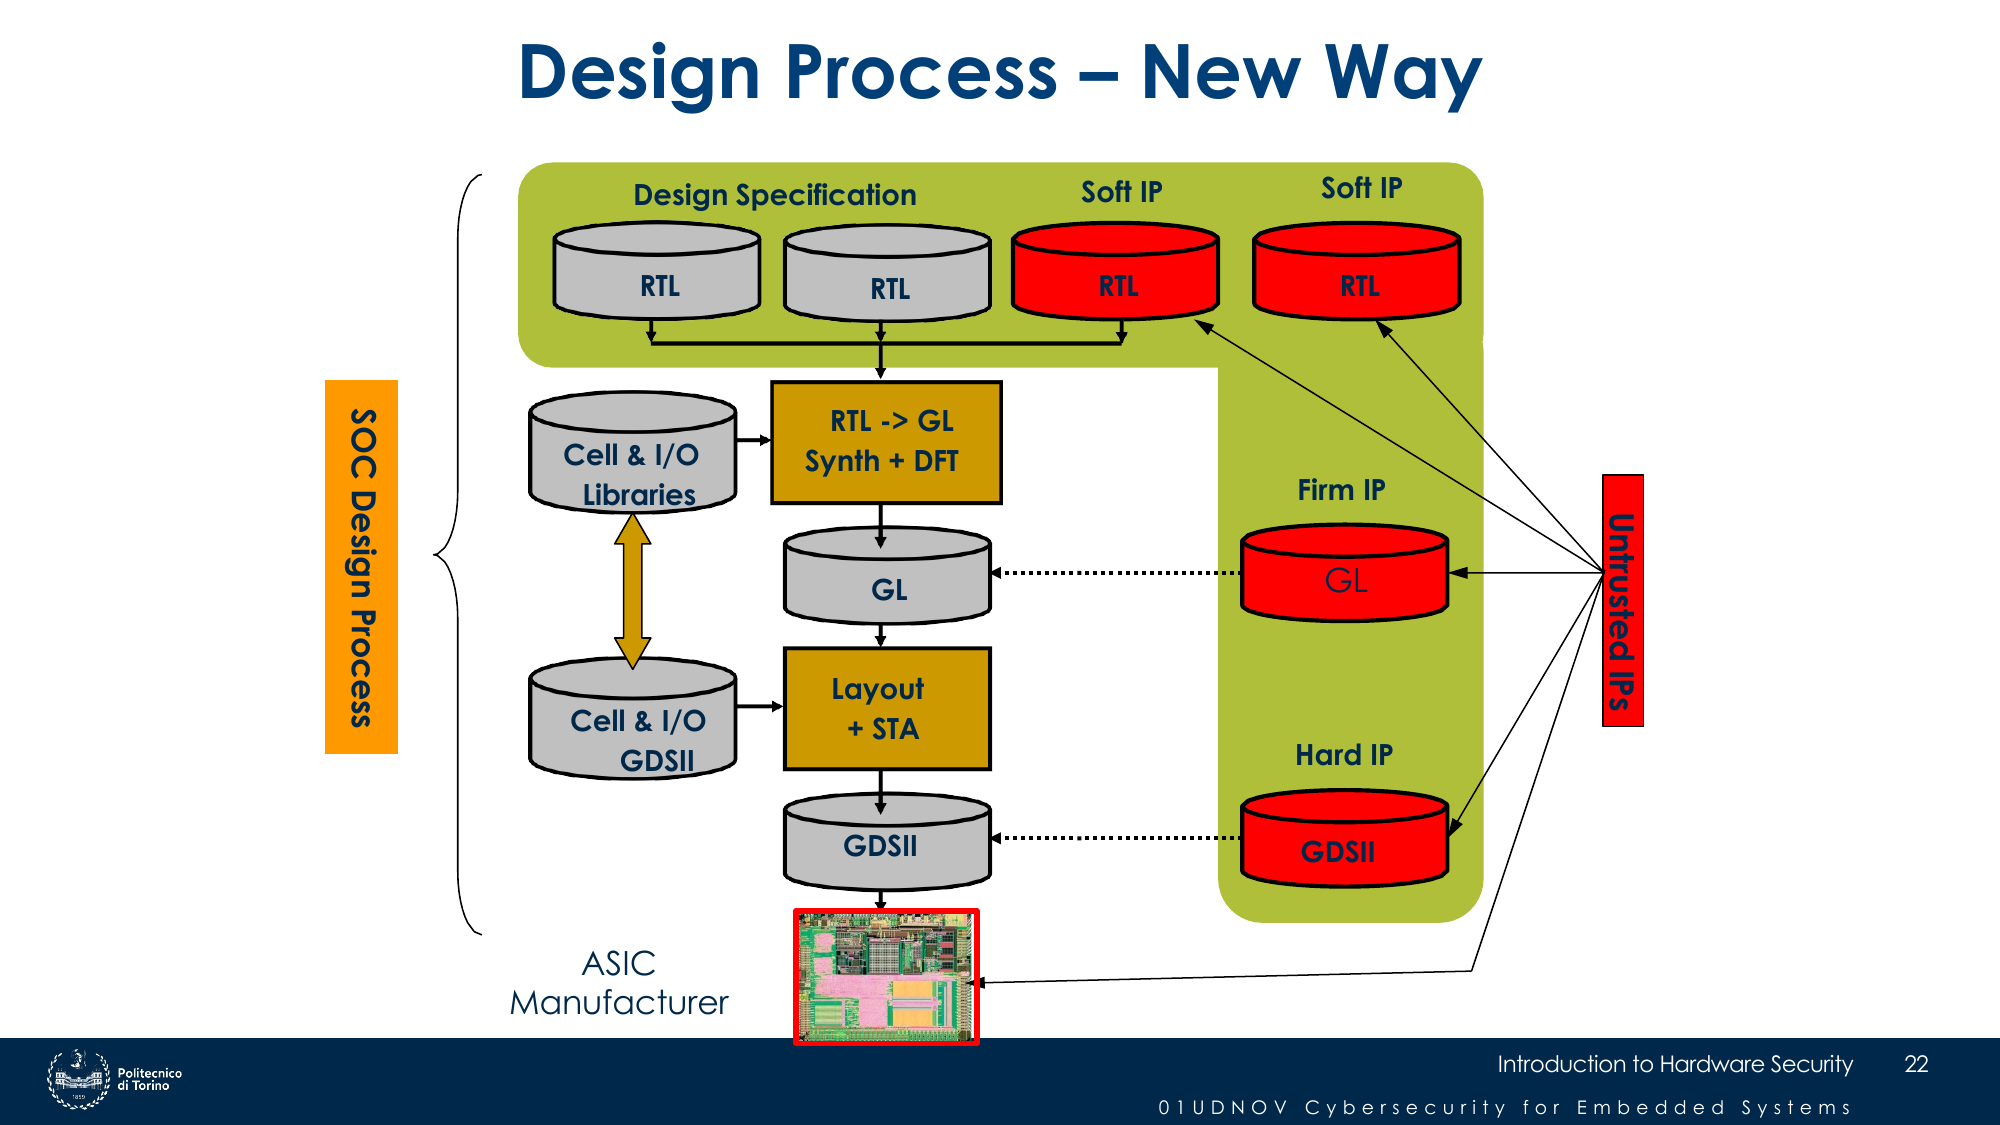 Design Process – New Way
Design Specification
Soft IP
Soft IP
RTL
RTL
RTL
RTL
SOC Design Process
Cell & I/O
Libraries
RTL -> GL
Synth + DFT
Firm IP
GL
GL
Untrusted IPs
Cell & I/O
GDSII
Layout
+ STA
Hard IP
GDSII
GDSII
ASIC
Manufacturer
Politecnico
di Torino
1859
Introduction to Hardware Security
22
01UDNOV Cybersecurity for Embedded Systems